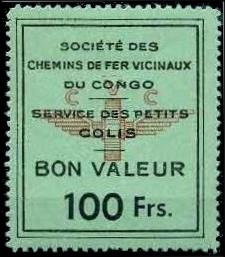 SOCIÉTÉ DES
CHEMINS DE FER VICINAUX
DU CONGO
V C C
SERVICE DES PETITS
COLIS
BON VALEUR
100 Frs.